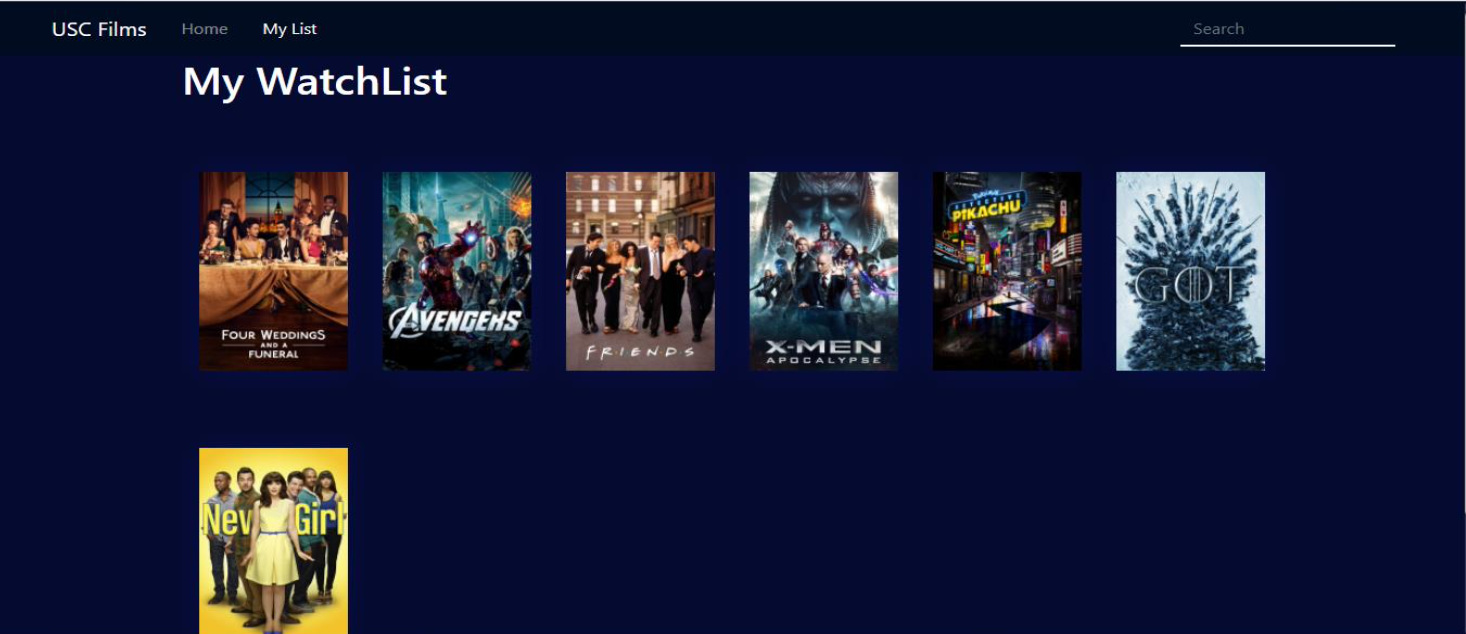 USC Films Home My List Search
My WatchList
FOUR WEDDINGS
AND A
FUNERAL
AVENGERS
FRIENDS
X-MEN
APOCALYPSE
POKÉMON
DETECTIVE
PIKACHU
GOT
New Girl